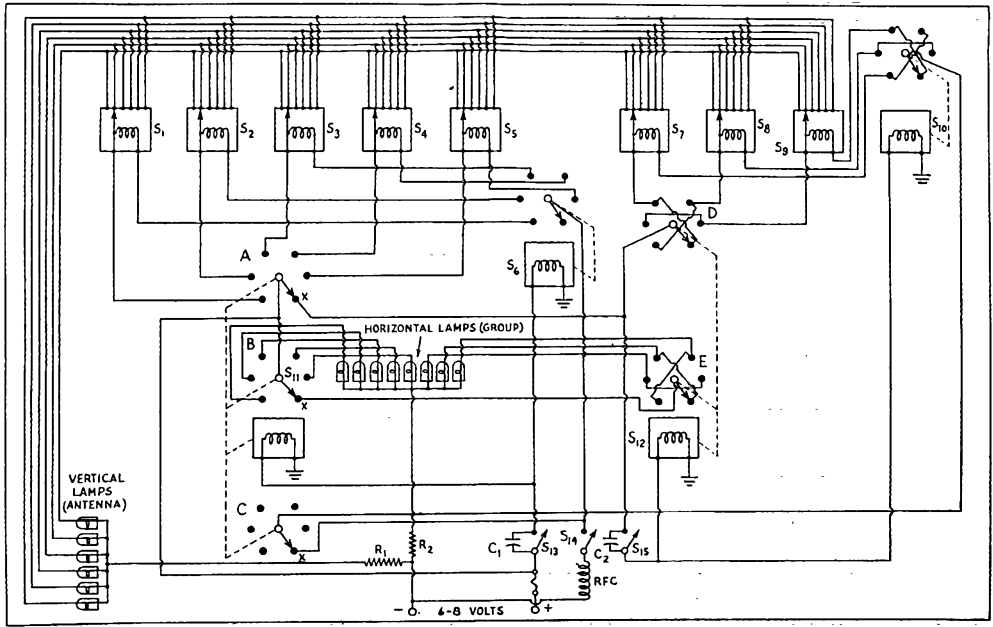 S1
S2
S3
S4
S5
S7
S8
S9
S10
A
D
S6
x
HORIZONTAL LAMPS (GROUP)
B
E
S11
x
S12
VERTICAL
LAMPS
(ANTENNA)
C
x
R1
R2
C1
S13
S14
C2
S15
RFC
- 6-8 VOLTS +